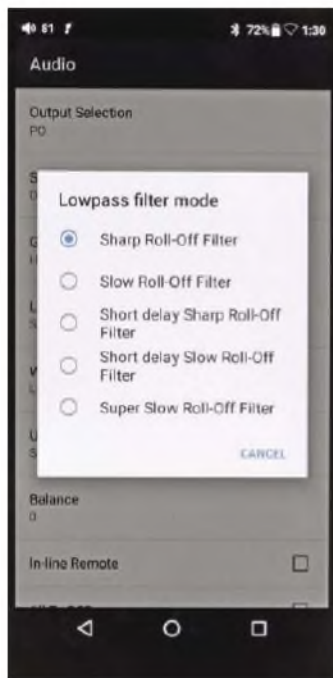 81 72% 1:30
Audio
Output Selection
PO
S
D
Lowpass filter mode
G
H
Sharp Roll-Off Filter
Slow Roll-Off Filter
L
S
Short delay Sharp Roll-Off
Filter
Short delay Slow Roll-Off
Filter
Super Slow Roll-Off Filter
U
S
CANCEL
Balance
0
In-line Remote